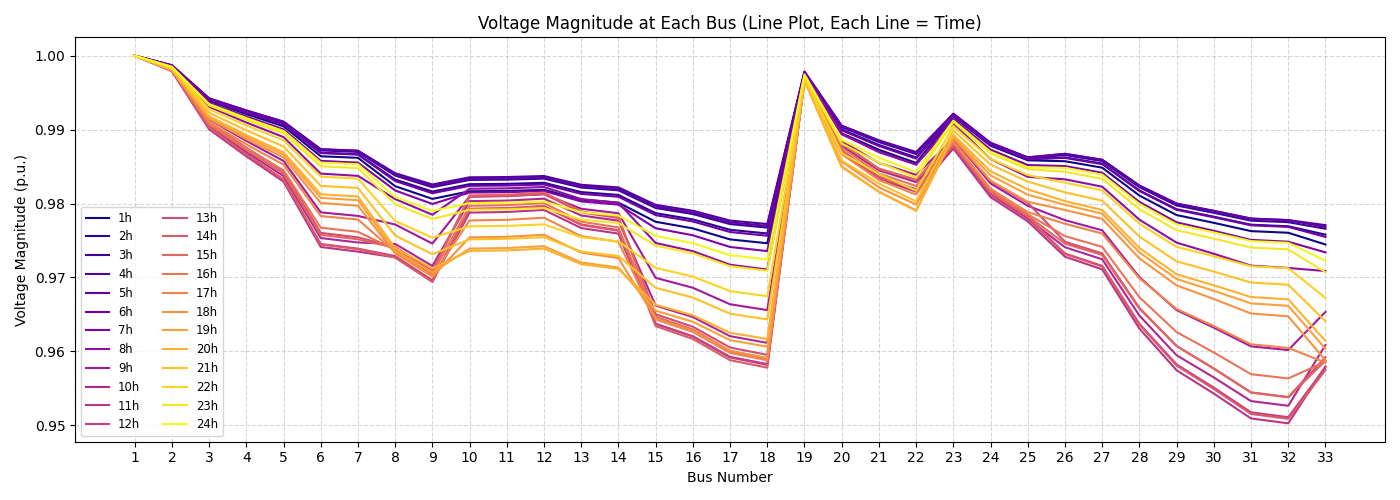 Voltage Magnitude at Each Bus (Line Plot, Each Line = Time)
Voltage Magnitude (p.u.)
1.00
0.99
0.98
0.97
0.96
0.95
1h 13h
2h 14h
3h 15h
4h 16h
5h 17h
6h 18h
7h 19h
8h 20h
9h 21h
10h 22h
11h 23h
12h 24h
1 2 3 4 5 6 7 8 9 10 11 12 13 14 15 16 17 18 19 20 21 22 23 24 25 26 27 28 29 30 31 32 33
Bus Number